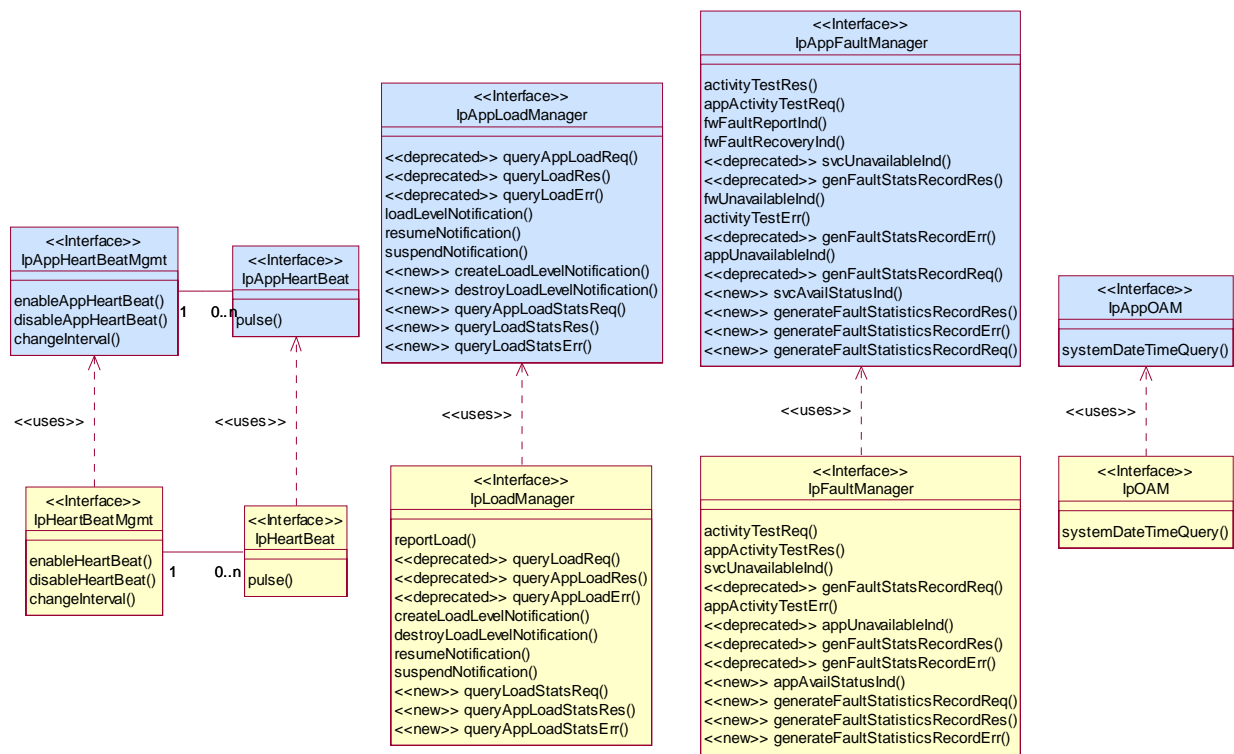 <<Interface>>
IpAppHeartBeatMgmt
enableAppHeartBeat()
disableAppHeartBeat()
changeInterval()
1
0..n
<<Interface>>
IpAppHeartBeat
pulse()
<<Interface>>
IpAppLoadManager
<<deprecated>> queryAppLoadReq()
<<deprecated>> queryLoadRes()
<<deprecated>> queryLoadErr()
loadLevelNotification()
resumeNotification()
suspendNotification()
<<new>> createLoadLevelNotification()
<<new>> destroyLoadLevelNotification()
<<new>> queryAppLoadStatsReq()
<<new>> queryLoadStatsRes()
<<new>> queryLoadStatsErr()
<<Interface>>
IpAppFaultManager
activityTestRes()
appActivityTestReq()
fwFaultReportInd()
fwFaultRecoveryInd()
<<deprecated>> svcUnavailableInd()
<<deprecated>> genFaultStatsRecordRes()
fwUnavailableInd()
activityTestErr()
<<deprecated>> genFaultStatsRecordErr()
appUnavailableInd()
<<deprecated>> genFaultStatsRecordReq()
<<new>> svcAvailStatusInd()
<<new>> generateFaultStatisticsRecordRes()
<<new>> generateFaultStatisticsRecordErr()
<<new>> generateFaultStatisticsRecordReq()
<<Interface>>
IpAppOAM
systemDateTimeQuery()
<<uses>>
<<uses>>
<<uses>>
<<uses>>
<<uses>>
<<Interface>>
IpHeartBeatMgmt
enableHeartBeat()
disableHeartBeat()
changeInterval()
1
0..n
<<Interface>>
IpHeartBeat
pulse()
<<Interface>>
IpLoadManager
reportLoad()
<<deprecated>> queryLoadReq()
<<deprecated>> queryAppLoadRes()
<<deprecated>> queryAppLoadErr()
createLoadLevelNotification()
destroyLoadLevelNotification()
resumeNotification()
suspendNotification()
<<new>> queryLoadStatsReq()
<<new>> queryAppLoadStatsRes()
<<new>> queryAppLoadStatsErr()
<<Interface>>
IpFaultManager
activityTestReq()
appActivityTestRes()
svcUnavailableInd()
<<deprecated>> genFaultStatsRecordReq()
appActivityTestErr()
<<deprecated>> appUnavailableInd()
<<deprecated>> genFaultStatsRecordRes()
<<deprecated>> genFaultStatsRecordErr()
<<new>> appAvailStatusInd()
<<new>> generateFaultStatisticsRecordReq()
<<new>> generateFaultStatisticsRecordRes()
<<new>> generateFaultStatisticsRecordErr()
<<Interface>>
IpOAM
systemDateTimeQuery()